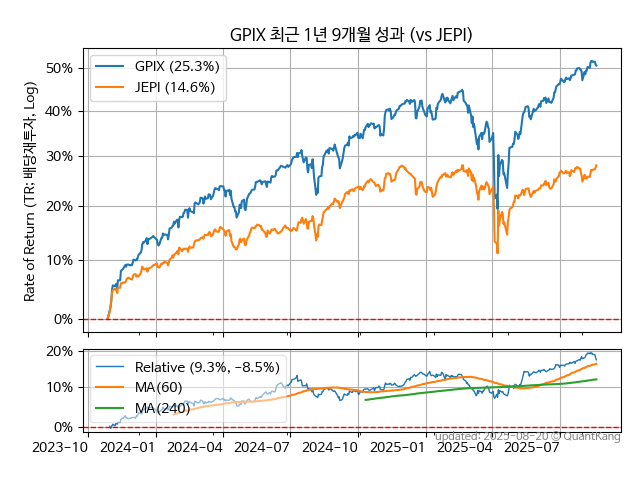 GPIX 최근 1년 9개월 성과 (vs JEPI)
Rate of Return (TR: 배당재투자, Log)
50%
40%
30%
20%
10%
0%
GPIX (25.3%)
JEPI (14.6%)
20%
10%
0%
Relative (9.3%, −8.5%)
MA(60)
MA(240)
2023−10 2024−01 2024−04 2024−07 2024−10 2025−01 2025−04 2025−07
updated: 2025−08−20 © QuantKang